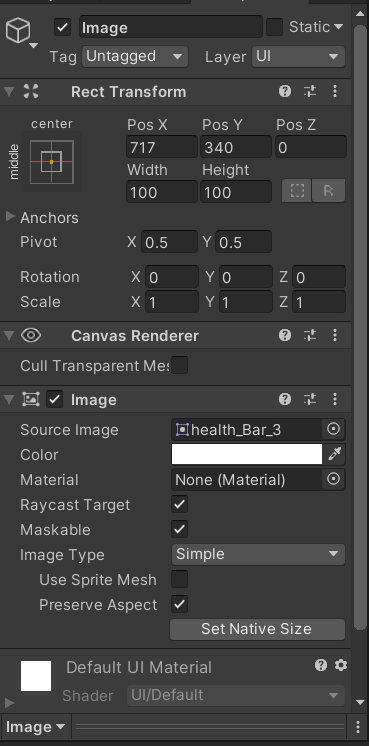 Image Static
Tag Untagged Layer UI
Rect Transform
center
middle
Pos X Pos Y Pos Z
717 340 0
Width Height
100 100 R
Anchors
Pivot X 0.5 Y 0.5
Rotation X 0 Y 0 Z 0
Scale X 1 Y 1 Z 1
Canvas Renderer
Cull Transparent Mes
Image
Source Image health_Bar_3
Color
Material None (Material)
Raycast Target
Maskable
Image Type Simple
Use Sprite Mesh
Preserve Aspect
Set Native Size
Default UI Material
Shader UI/Default
Image